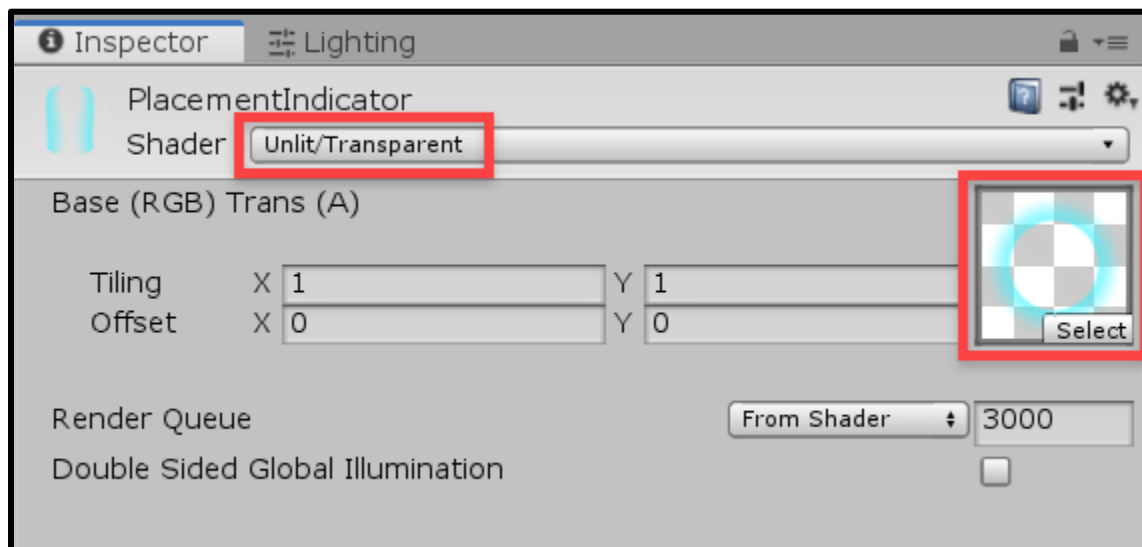 Inspector Lighting
PlacementIndicator
Shader Unlit/Transparent
Base (RGB) Trans (A)
Tiling X 1 Y 1
Offset X 0 Y 0
Select
Render Queue From Shader 3000
Double Sided Global Illumination